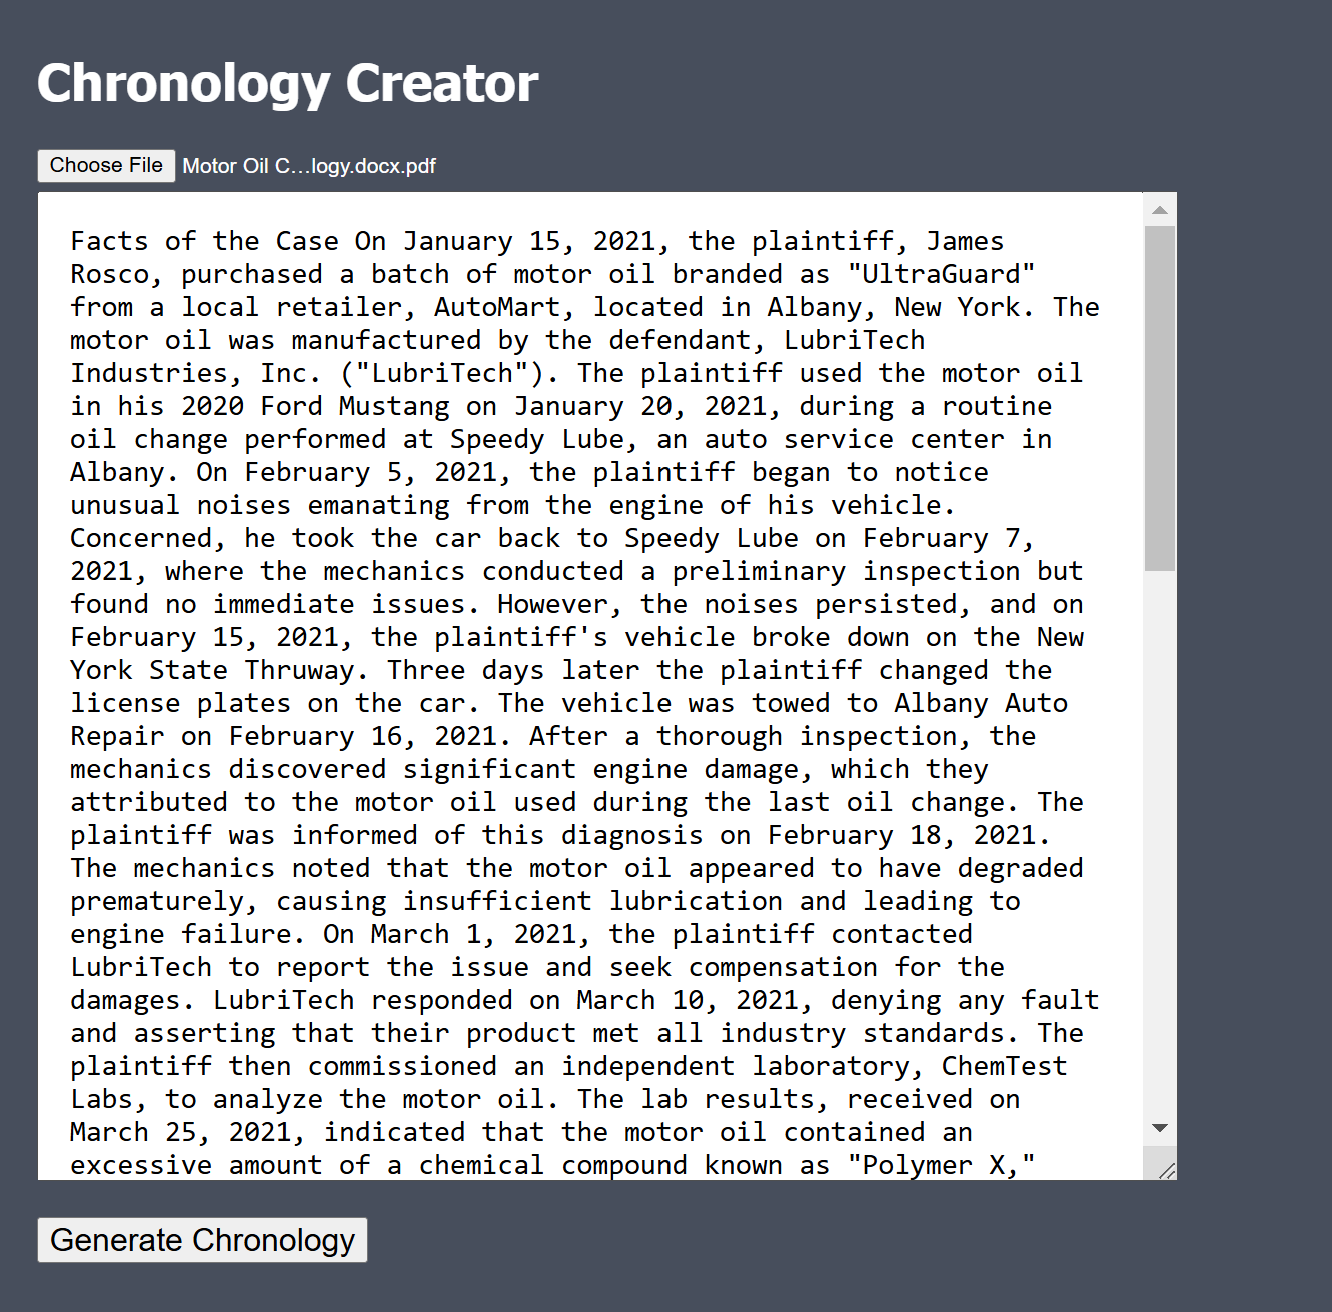 Chronology Creator
Choose File Motor Oil C...logy.docx.pdf
Facts of the Case On January 15, 2021, the plaintiff, James
Rosco, purchased a batch of motor oil branded as "UltraGuard"
from a local retailer, AutoMart, located in Albany, New York. The
motor oil was manufactured by the defendant, LubriTech
Industries, Inc. ("LubriTech"). The plaintiff used the motor oil
in his 2020 Ford Mustang on January 20, 2021, during a routine
oil change performed at Speedy Lube, an auto service center in
Albany. On February 5, 2021, the plaintiff began to notice
unusual noises emanating from the engine of his vehicle.
Concerned, he took the car back to Speedy Lube on February 7,
2021, where the mechanics conducted a preliminary inspection but
found no immediate issues. However, the noises persisted, and on
February 15, 2021, the plaintiff's vehicle broke down on the New
York State Thruway. Three days later the plaintiff changed the
license plates on the car. The vehicle was towed to Albany Auto
Repair on February 16, 2021. After a thorough inspection, the
mechanics discovered significant engine damage, which they
attributed to the motor oil used during the last oil change. The
plaintiff was informed of this diagnosis on February 18, 2021.
The mechanics noted that the motor oil appeared to have degraded
prematurely, causing insufficient lubrication and leading to
engine failure. On March 1, 2021, the plaintiff contacted
LubriTech to report the issue and seek compensation for the
damages. LubriTech responded on March 10, 2021, denying any fault
and asserting that their product met all industry standards. The
plaintiff then commissioned an independent laboratory, ChemTest
Labs, to analyze the motor oil. The lab results, received on
March 25, 2021, indicated that the motor oil contained an
excessive amount of a chemical compound known as "Polymer X,"
Generate Chronology